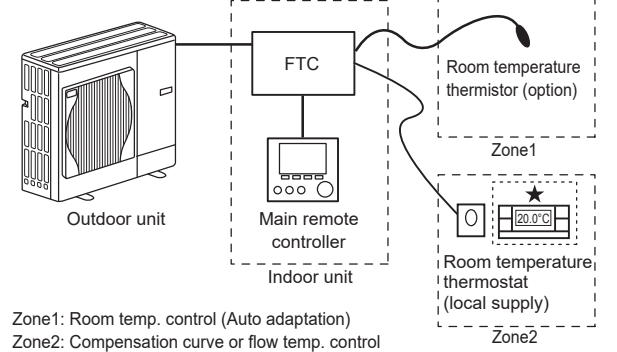 FTC
Room temperature
thermistor (option)
Zone1
Outdoor unit
Main remote
controller
Indoor unit
20.0°C
Room temperature
thermostat
(local supply)
Zone2
Zone1: Room temp. control (Auto adaptation)
Zone2: Compensation curve or flow temp. control